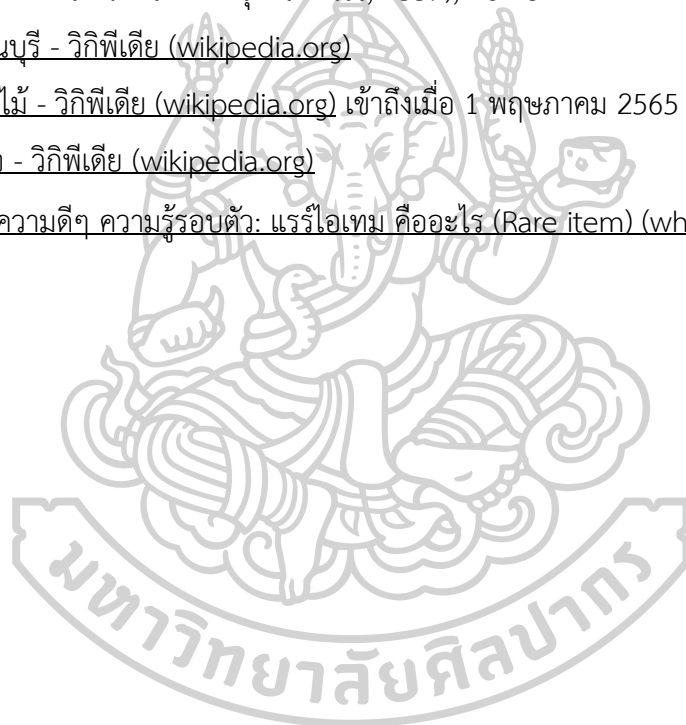 นบุรี - วิกิพีเดีย (wikipedia.org)
ไม้ - วิกิพีเดีย (wikipedia.org) เข้าถึงเมื่อ 1 พฤษภาคม 2565
- วิกิพีเดีย (wikipedia.org)
ความดีๆ ความรู้รอบตัว: แรร์ไอเทม คืออะไร (Rare item) (wh
มหาวิทยาลัยศิลปากร